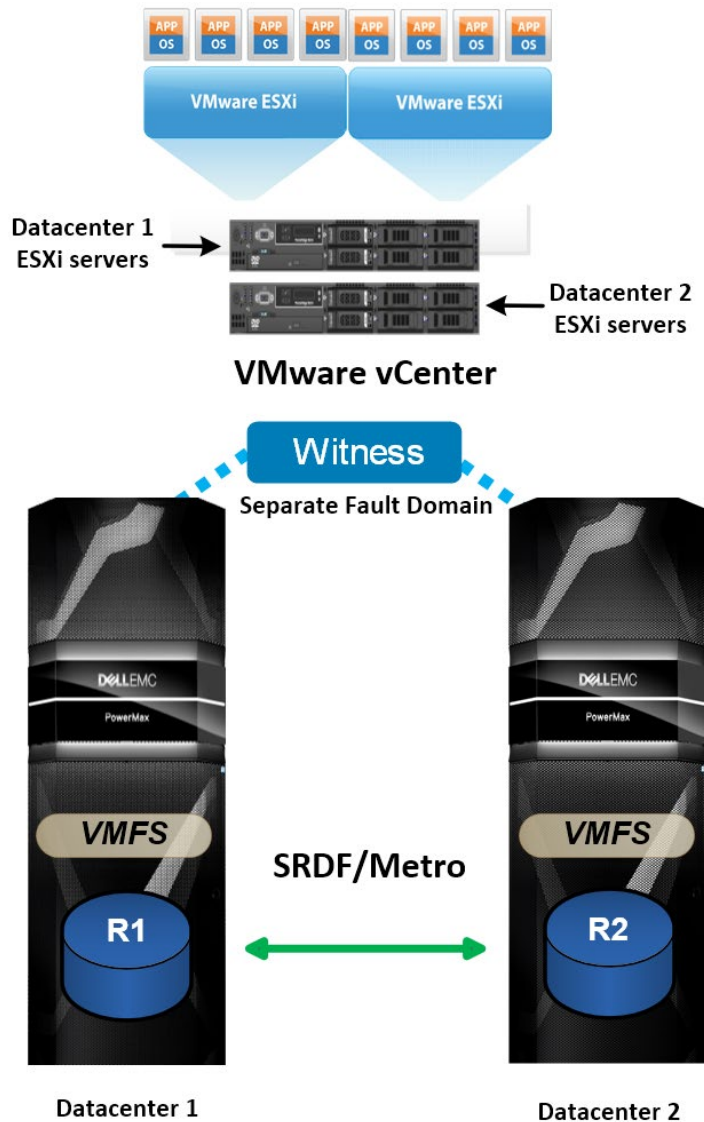 APP APP APP APP APP APP APP APP
OS OS OS OS OS OS OS OS
VMware ESXi VMware ESXi
Datacenter 1
ESXi servers
Datacenter 2
ESXi servers
VMware vCenter
Witness
Separate Fault Domain
DELLEMC DELLEMC
PowerMax PowerMax
VMFS VMFS
SRDF/Metro
R1 R2
Datacenter 1 Datacenter 2